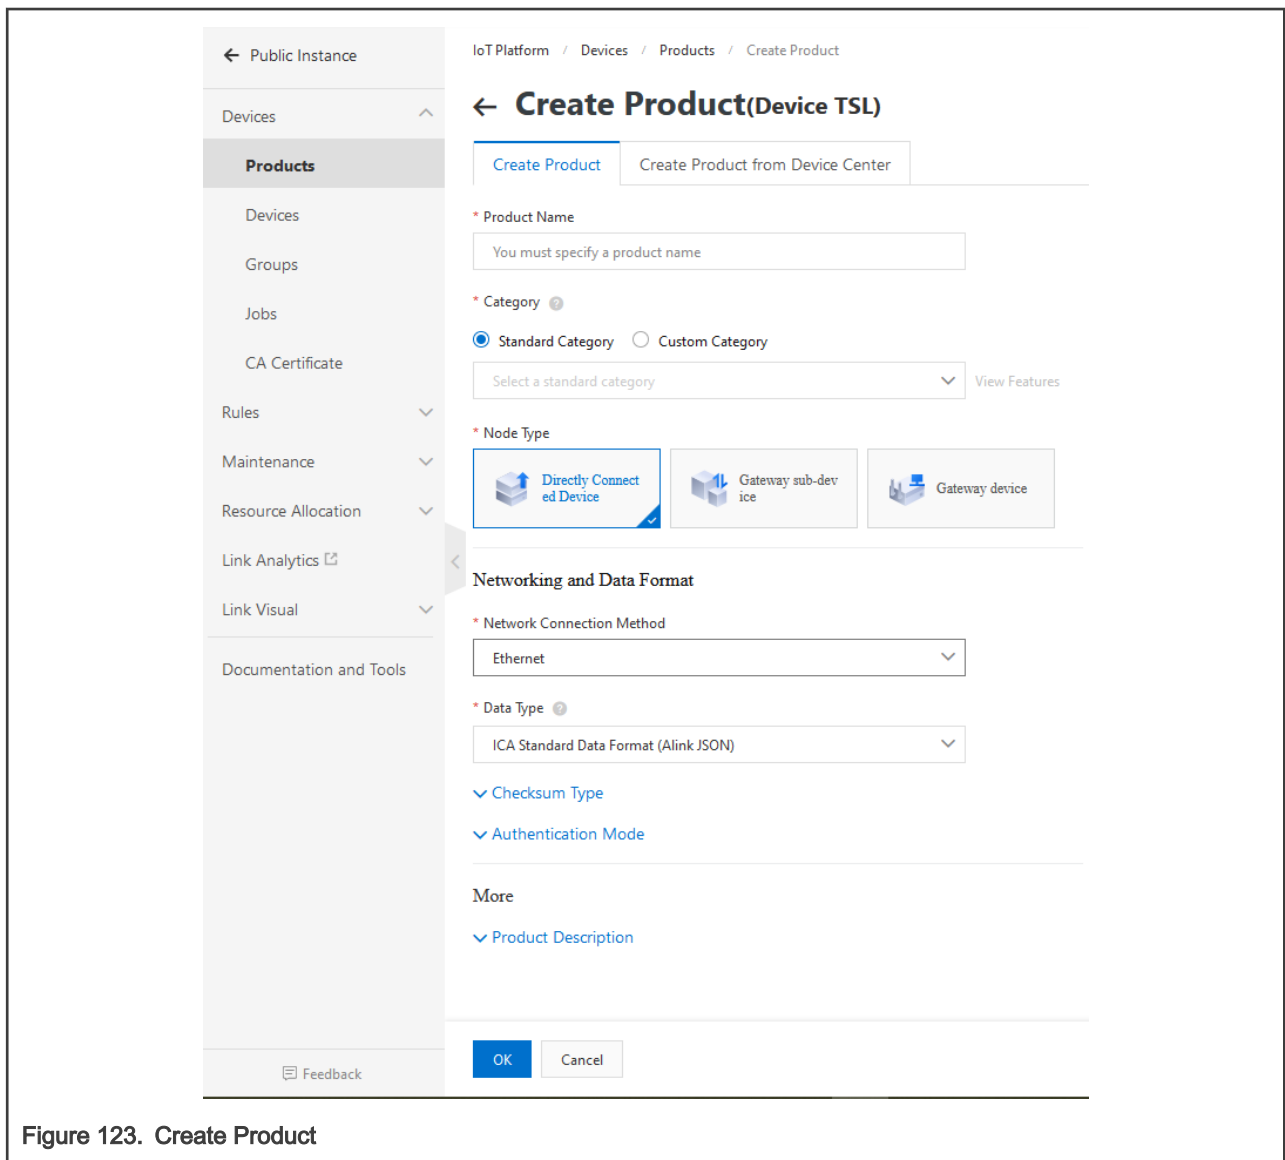 Public Instance
Devices
Products
Devices
Groups
Jobs
CA Certificate
Rules
Maintenance
Resource Allocation
Link Analytics
Link Visual
Documentation and Tools
Feedback
IoT Platform / Devices / Products / Create Product
Create Product(Device TSL)
Create Product Create Product from Device Center
* Product Name
You must specify a product name
* Category ?
Standard Category Custom Category
Select a standard category View Features
* Node Type
Directly Connect
ed Device
Gateway sub-dev
ice
Gateway device
Networking and Data Format
* Network Connection Method
Ethernet
* Data Type ?
ICA Standard Data Format (Alink JSON)
Checksum Type
Authentication Mode
More
Product Description
OK Cancel
Figure 123. Create Product